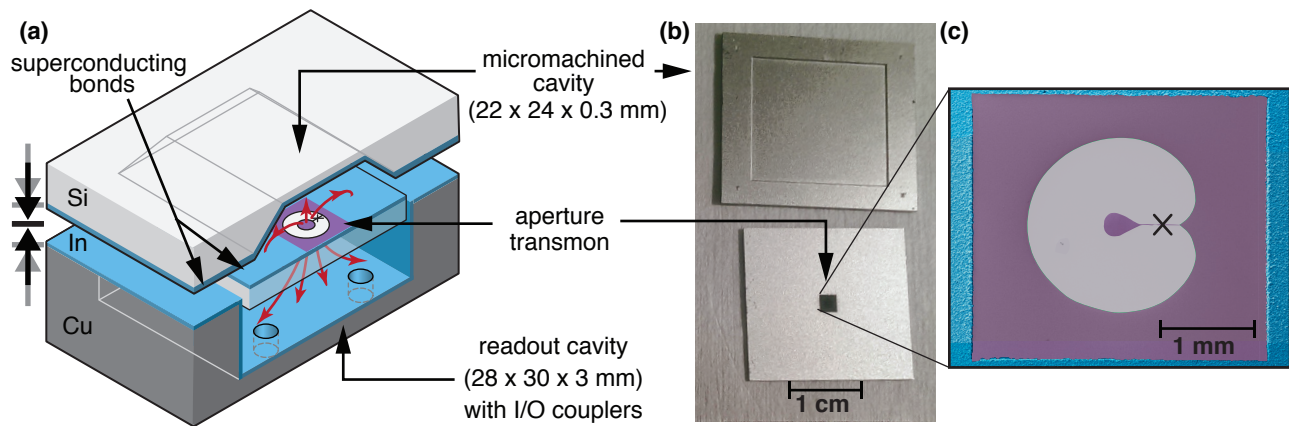 (a)
superconducting
bonds
micromachined
cavity
(22 x 24 x 0.3 mm)
Si
In
Cu
aperture
transmon
readout cavity
(28 x 30 x 3 mm)
with I/O couplers
(b)
1 cm
(c)
1 mm